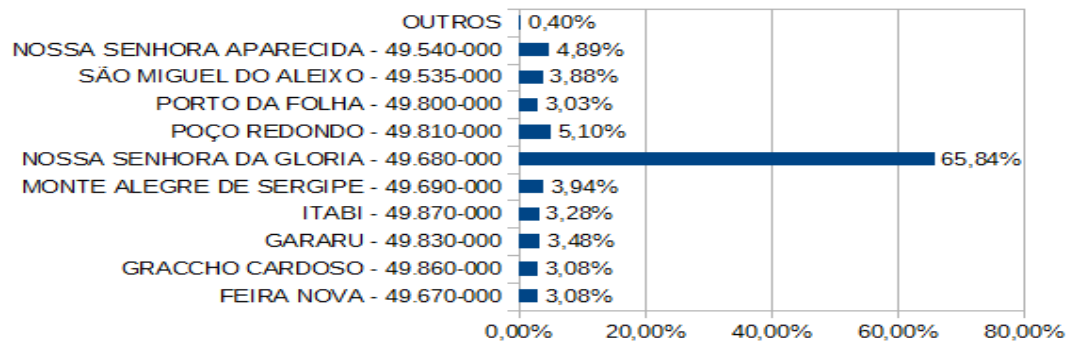 OUTROS 0,40%
NOSSA SENHORA APARECIDA - 49.540-000 4,89%
SÃO MIGUEL DO ALEIXO - 49.535-000 3,88%
PORTO DA FOLHA - 49.800-000 3,03%
POÇO REDONDO - 49.810-000 5,10%
NOSSA SENHORA DA GLORIA - 49.680-000 65,84%
MONTE ALEGRE DE SERGIPE - 49.690-000 3,94%
ITABI - 49.870-000 3,28%
GARARU - 49.830-000 3,48%
GRACCHO CARDOSO - 49.860-000 3,08%
FEIRA NOVA - 49.670-000 3,08%
0,00% 20,00% 40,00% 60,00% 80,00%